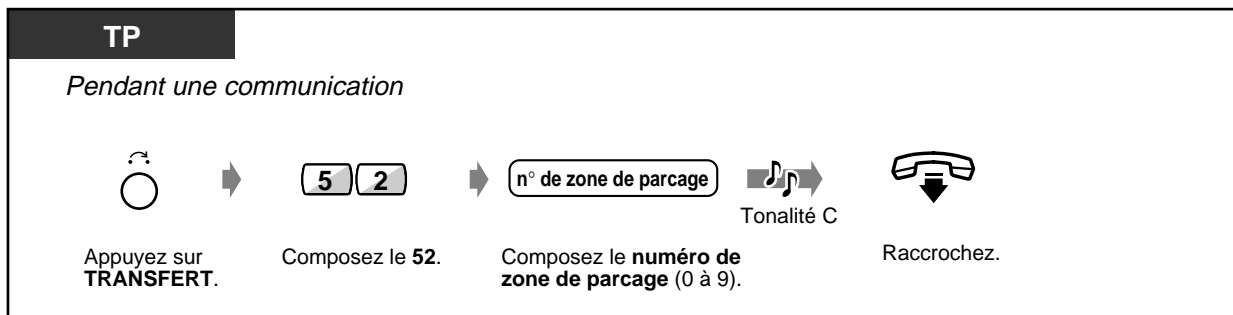 TP
Pendant une communication
5 2
n° de zone de parcage
Tonalité C
Appuyez sur
TRANSFERT.
Composez le 52.
Composez le numéro de
zone de parcage (0 à 9).
Raccrochez.